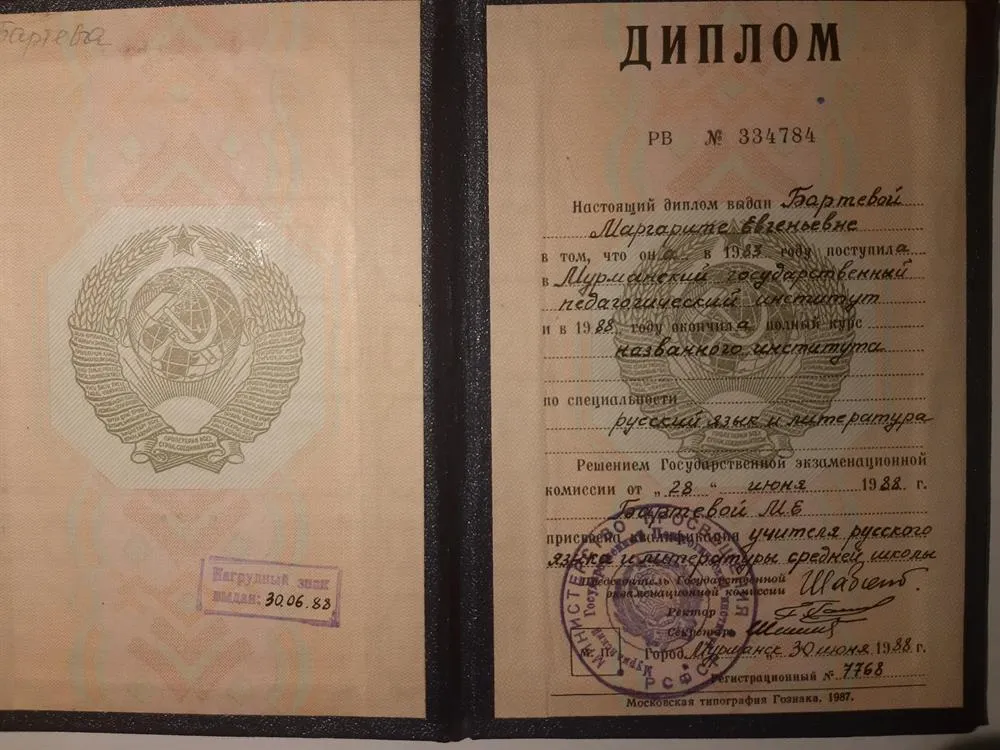 Бартева
Нагрудный знак
выдан: 30.06.88
ДИПЛОМ
РВ № 334784
Настоящий диплом выдан Бартевой
Маргарите Евгеньевне
в том, что она в 1983 году поступила
в Мурманский государственный
педагогический институт
и в 1988 году окончила полный курс
названного института
по специальности
русский язык и литература
Решением Государственной экзаменационной
комиссии от „28" июня 1988 г.
Бартевой М Е
присвоена квалификация учителя русского
языка и литературы средней школы
Председатель Государственной
экзаменационной комиссии
Ректор
Секретарь
Город Мурманск 30 июня 1988 г.
Регистрационный № 7768
Московская типография Гознака. 1987.
МИНИСТЕРСТВО ПРОСВЕЩЕНИЯ РСФСР